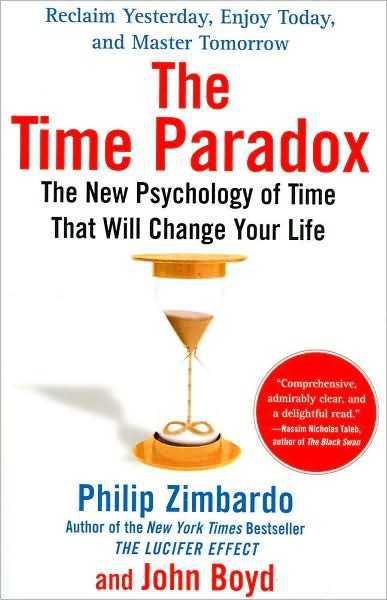 Reclaim Yesterday, Enjoy Today,
and Master Tomorrow
The
Time Paradox
The New Psychology of Time
That Will Change Your Life
“Comprehensive,
admirably clear, and
a delightful read.”
—Nassim Nicholas Taleb,
author of The Black Swan
Philip Zimbardo
Author of the New York Times Bestseller
THE LUCIFER EFFECT
and John Boyd